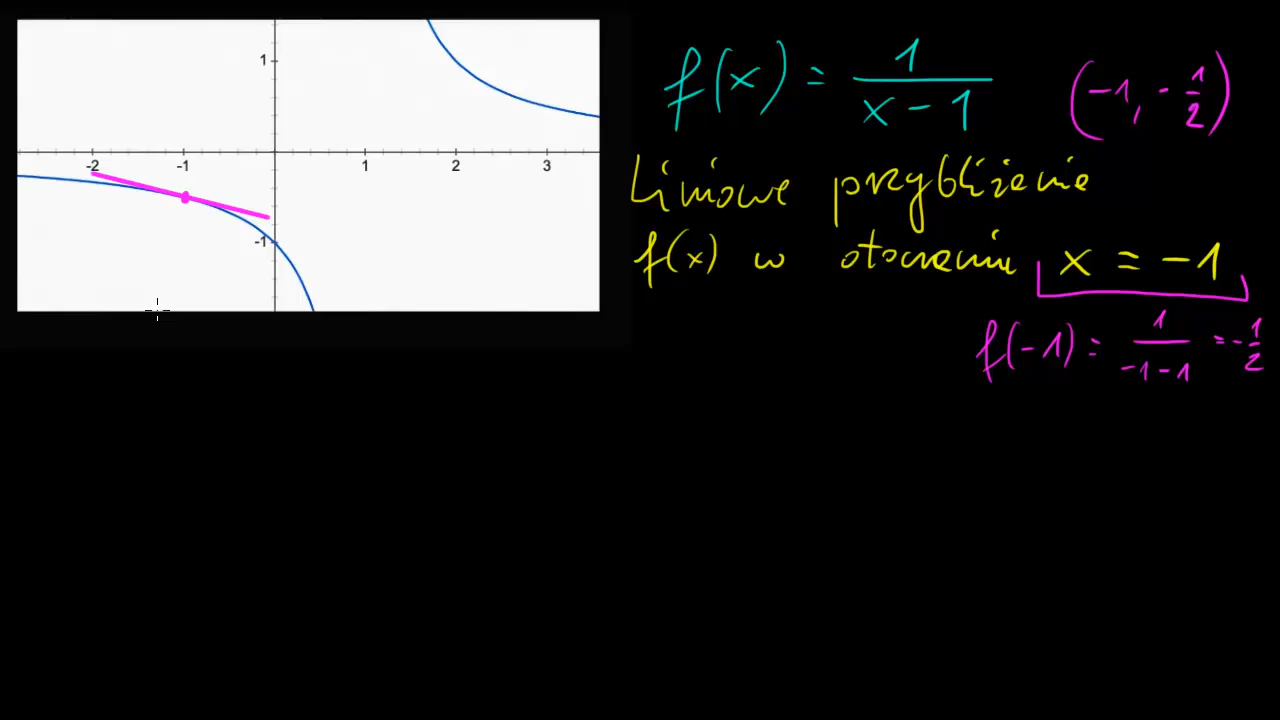 f(x) = 1/(x-1)
(-1, -1/2)
Liniowe przybliżenie
f(x) w otoczeniu x = -1
f(-1) = 1/(-1-1) = -1/2
1
-2 -1 1 2 3
-1